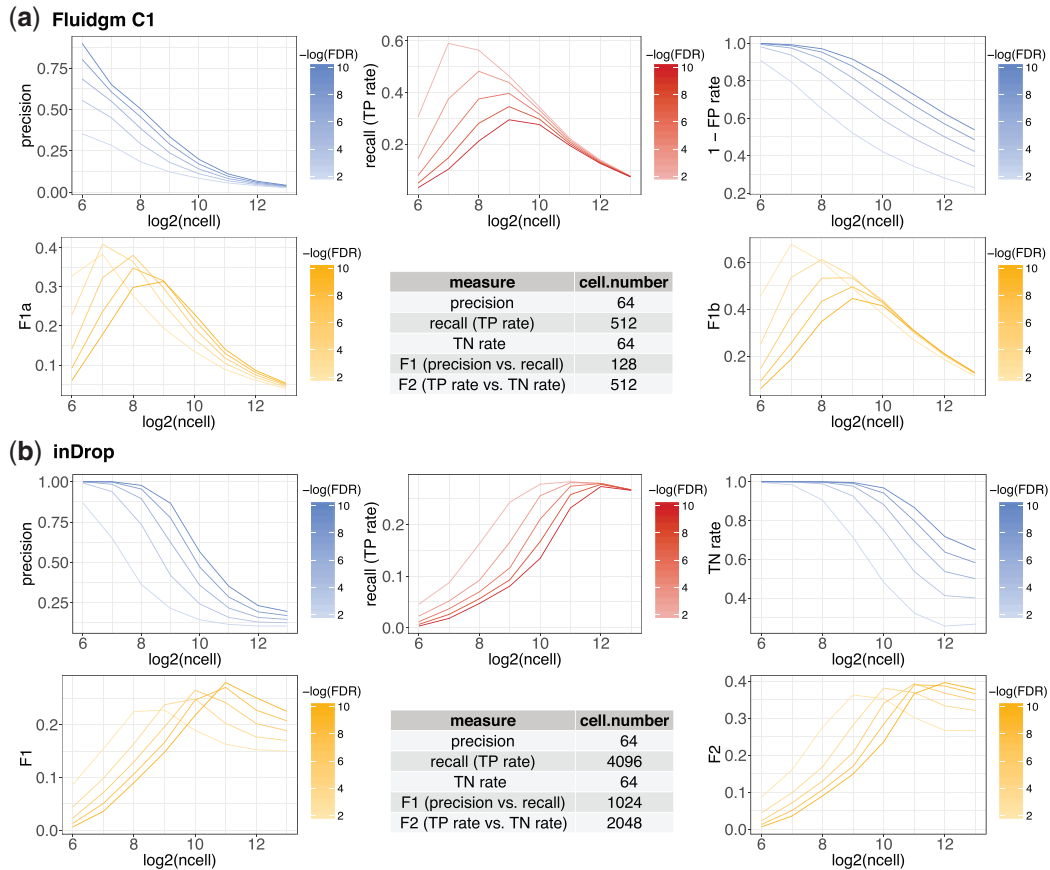 (a) Fluidgm C1
precision
0.75
0.50
0.25
0.00
6 8 10 12
log2(ncell)
−log(FDR)
10
8
6
4
2
recall (TP rate)
0.6
0.4
0.2
6 8 10 12
log2(ncell)
−log(FDR)
10
8
6
4
2
1 − FP rate
1.0
0.8
0.6
0.4
0.2
6 8 10 12
log2(ncell)
−log(FDR)
10
8
6
4
2
F1a
0.4
0.3
0.2
0.1
6 8 10 12
log2(ncell)
−log(FDR)
10
8
6
4
2
measure cell.number
precision 64
recall (TP rate) 512
TN rate 64
F1 (precision vs. recall) 128
F2 (TP rate vs. TN rate) 512
F1b
0.6
0.4
0.2
6 8 10 12
log2(ncell)
−log(FDR)
10
8
6
4
2
(b) inDrop
precision
1.00
0.75
0.50
0.25
6 8 10 12
log2(ncell)
−log(FDR)
10
8
6
4
2
recall (TP rate)
0.2
0.1
0.0
6 8 10 12
log2(ncell)
−log(FDR)
10
8
6
4
2
TN rate
1.0
0.8
0.6
0.4
6 8 10 12
log2(ncell)
−log(FDR)
10
8
6
4
2
F1
0.2
0.1
0.0
6 8 10 12
log2(ncell)
−log(FDR)
10
8
6
4
2
measure cell.number
precision 64
recall (TP rate) 4096
TN rate 64
F1 (precision vs. recall) 1024
F2 (TP rate vs. TN rate) 2048
F2
0.4
0.3
0.2
0.1
0.0
6 8 10 12
log2(ncell)
−log(FDR)
10
8
6
4
2